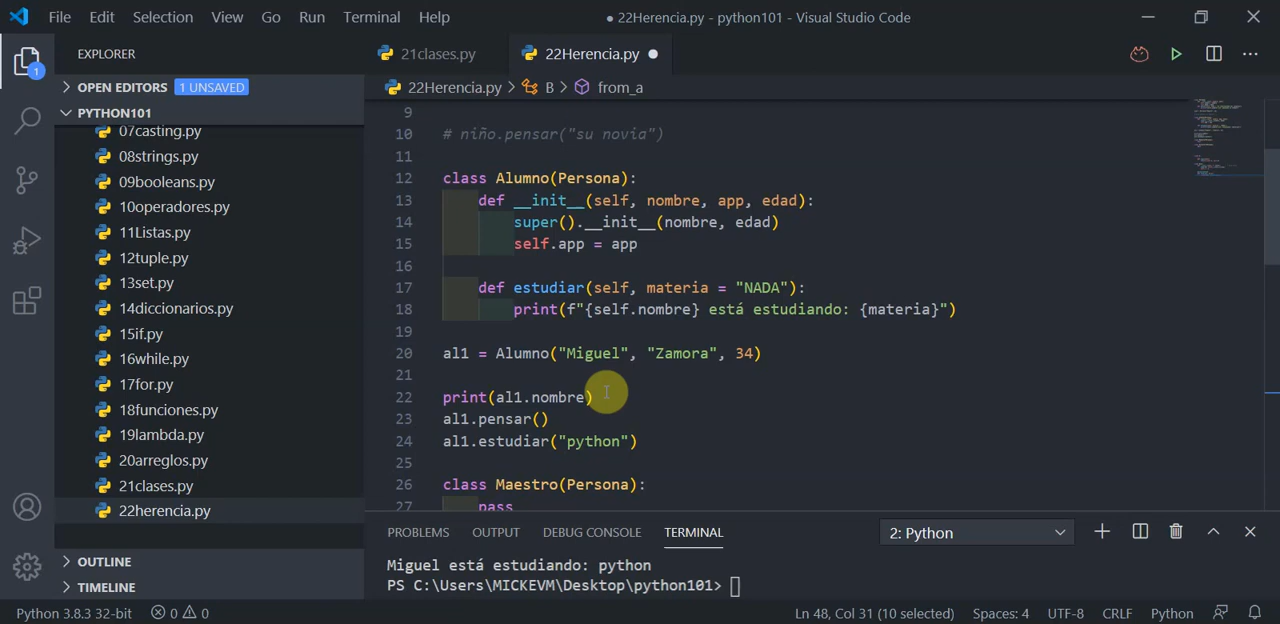 File Edit Selection View Go Run Terminal Help
● 22Herencia.py - python101 - Visual Studio Code
EXPLORER
OPEN EDITORS 1 UNSAVED
PYTHON101
07casting.py
08strings.py
09booleans.py
10operadores.py
11Listas.py
12tuple.py
13set.py
14diccionarios.py
15if.py
16while.py
17for.py
18funciones.py
19lambda.py
20arreglos.py
21clases.py
22herencia.py
OUTLINE
TIMELINE
1
21clases.py 22Herencia.py ●
22Herencia.py > B > from_a
9
10 # niño.pensar("su novia")
11
12 class Alumno(Persona):
13 def __init__(self, nombre, app, edad):
14 super().__init__(nombre, edad)
15 self.app = app
16
17 def estudiar(self, materia = "NADA"):
18 print(f"{self.nombre} está estudiando: {materia}")
19
20 al1 = Alumno("Miguel", "Zamora", 34)
21
22 print(al1.nombre)
23 al1.pensar()
24 al1.estudiar("python")
25
26 class Maestro(Persona):
27 pass
PROBLEMS OUTPUT DEBUG CONSOLE TERMINAL 2: Python
Miguel está estudiando: python
PS C:\Users\MICKEVM\Desktop\python101>
Python 3.8.3 32-bit 0 0 Ln 48, Col 31 (10 selected) Spaces: 4 UTF-8 CRLF Python